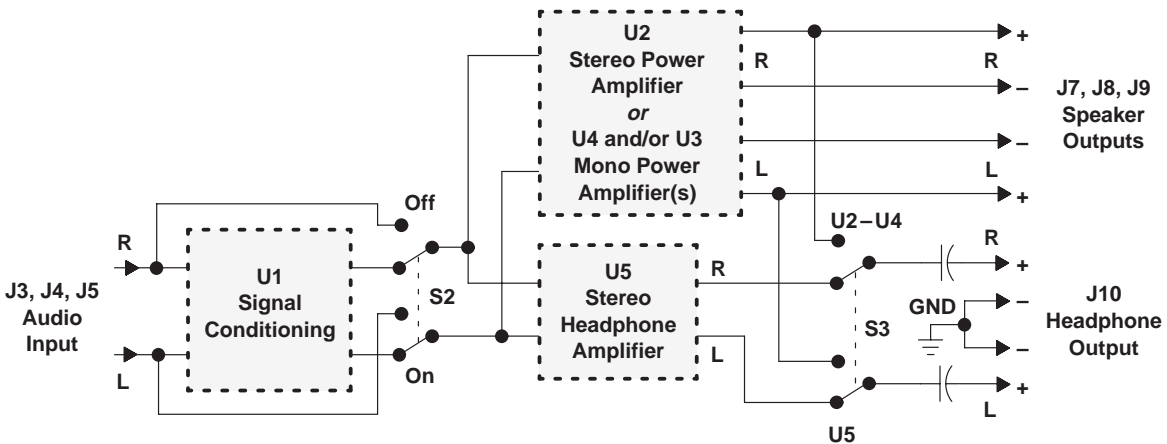 U2
Stereo Power
Amplifier
or
U4 and/or U3
Mono Power
Amplifier(s)
R
L
R
L
+
–
–
+
J7, J8, J9
Speaker
Outputs
J3, J4, J5
Audio
Input
R
L
U1
Signal
Conditioning
Off
S2
On
U5
Stereo
Headphone
Amplifier
R
L
U2–U4
S3
U5
R
GND
L
+
–
–
+
J10
Headphone
Output